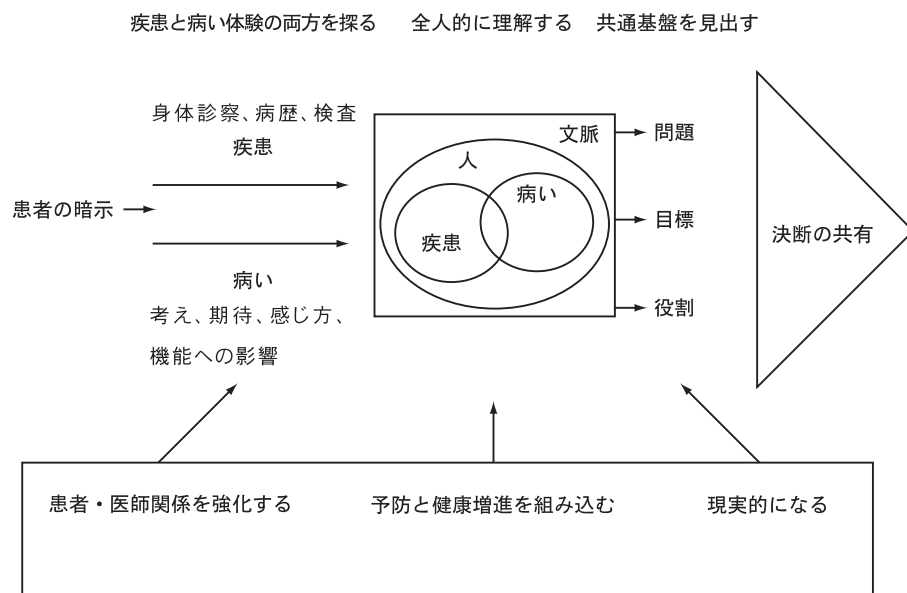 疾患と病い体験の両方を探る　全人的に理解する　共通基盤を見出す
身体診察、病歴、検査
疾患
患者の暗示
病い
考え、期待、感じ方、
機能への影響
文脈
人
病い
疾患
問題
目標
役割
決断の共有
患者・医師関係を強化する　予防と健康増進を組み込む　現実的になる